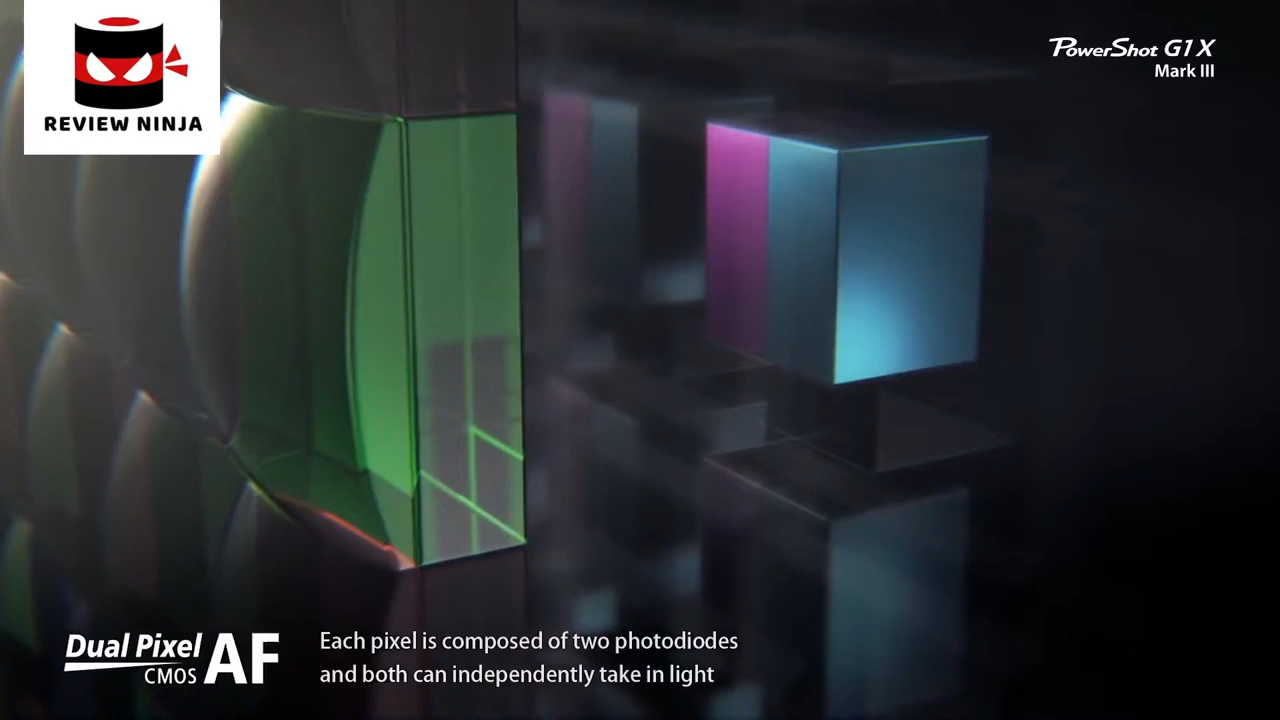 REVIEW NINJA
PowerShot G1 X
Mark III
Dual Pixel
CMOS AF
Each pixel is composed of two photodiodes
and both can independently take in light